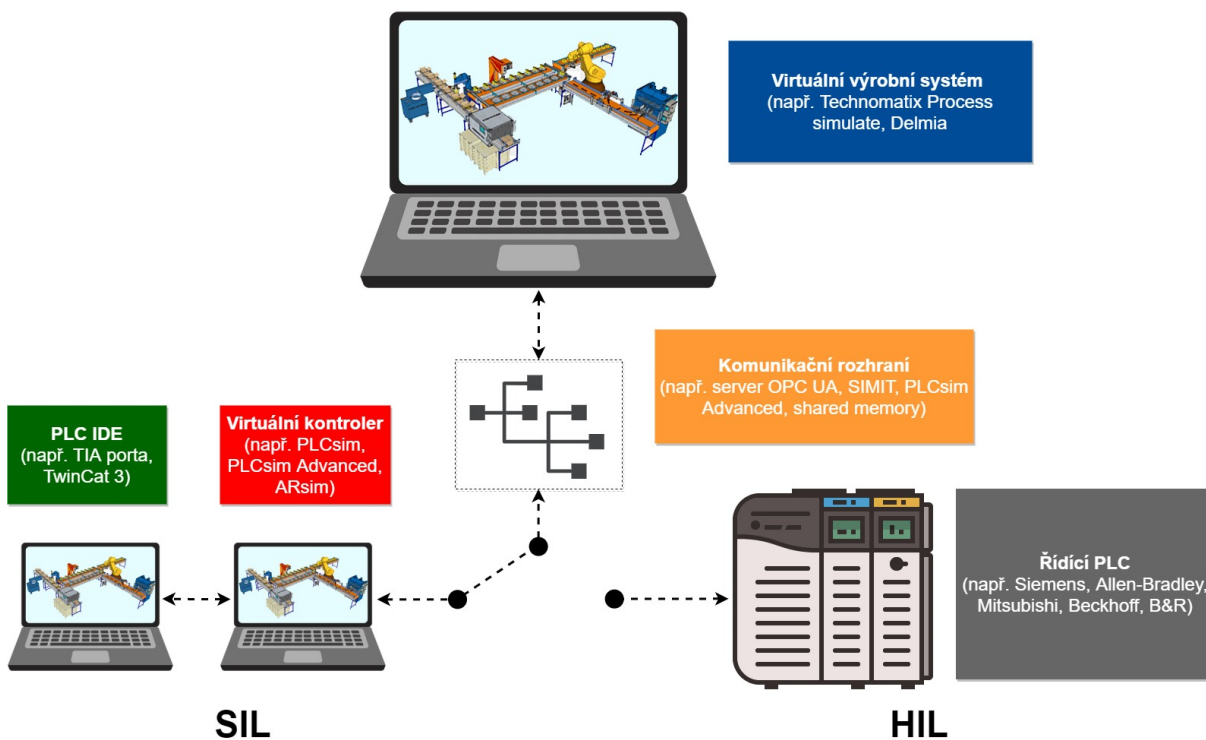 Virtuální výrobní systém
(např. Technomatix Process
simulate, Delmia
Komunikační rozhraní
(např. server OPC UA, SIMIT, PLCsim
Advanced, shared memory)
PLC IDE
(např. TIA porta,
TwinCat 3)
Virtuální kontroler
(např. PLCsim,
PLCsim Advanced,
ARsim)
Řídící PLC
(např. Siemens, Allen-Bradley,
Mitsubishi, Beckhoff, B&R)
SIL
HIL